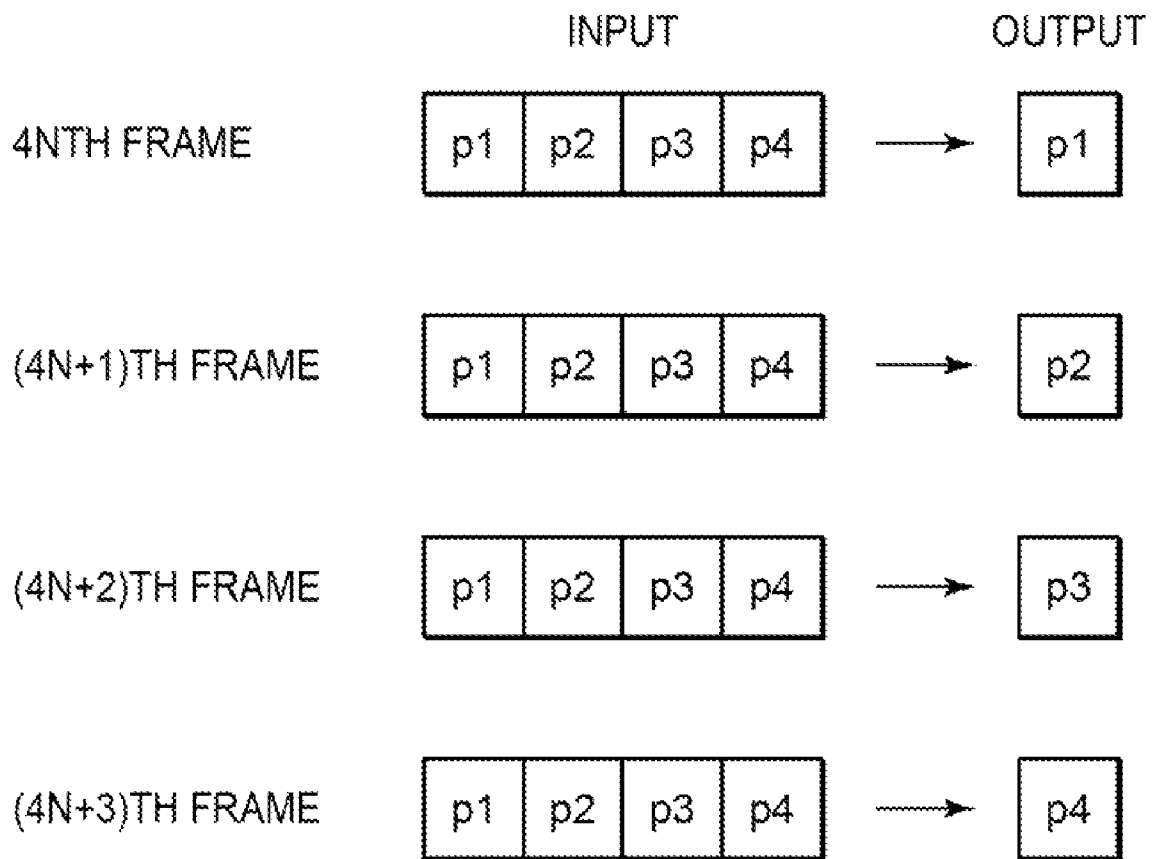 INPUT OUTPUT
4NTH FRAME p1 p2 p3 p4 p1
(4N+1)TH FRAME p1 p2 p3 p4 p2
(4N+2)TH FRAME p1 p2 p3 p4 p3
(4N+3)TH FRAME p1 p2 p3 p4 p4